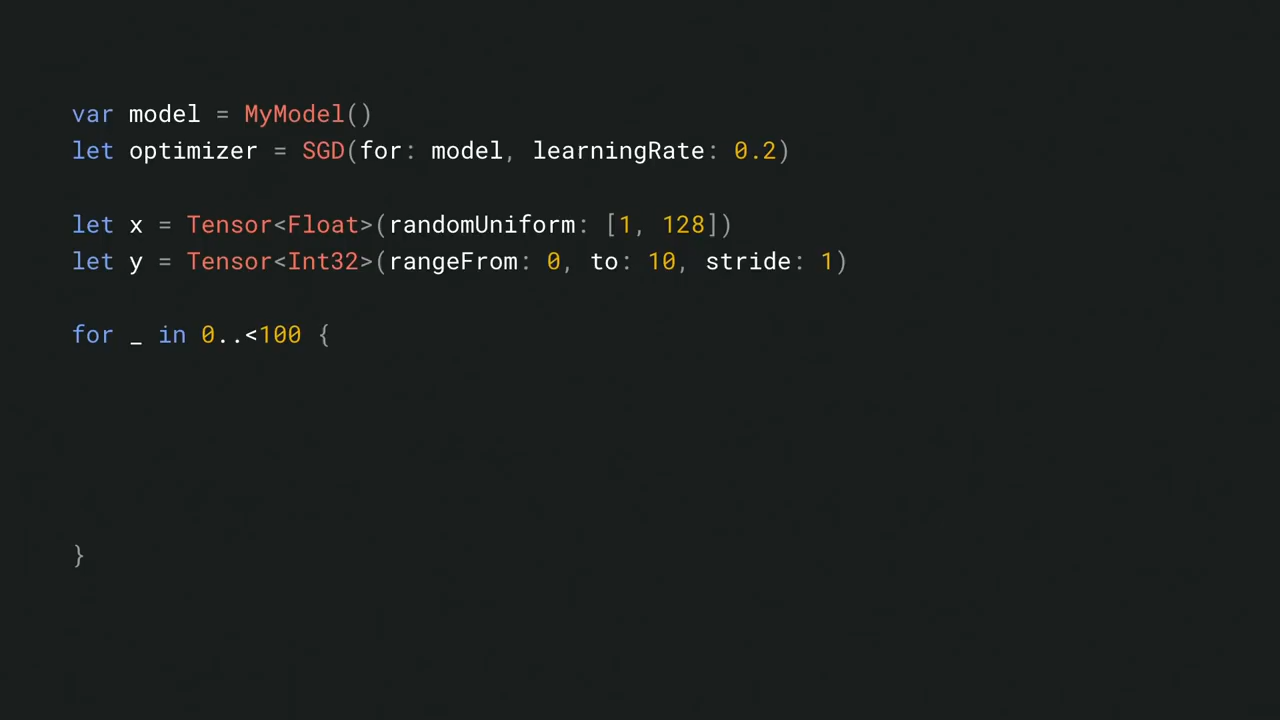 var model = MyModel()
let optimizer = SGD(for: model, learningRate: 0.2)
let x = Tensor<Float>(randomUniform: [1, 128])
let y = Tensor<Int32>(rangeFrom: 0, to: 10, stride: 1)
for _ in 0..<100 {
}